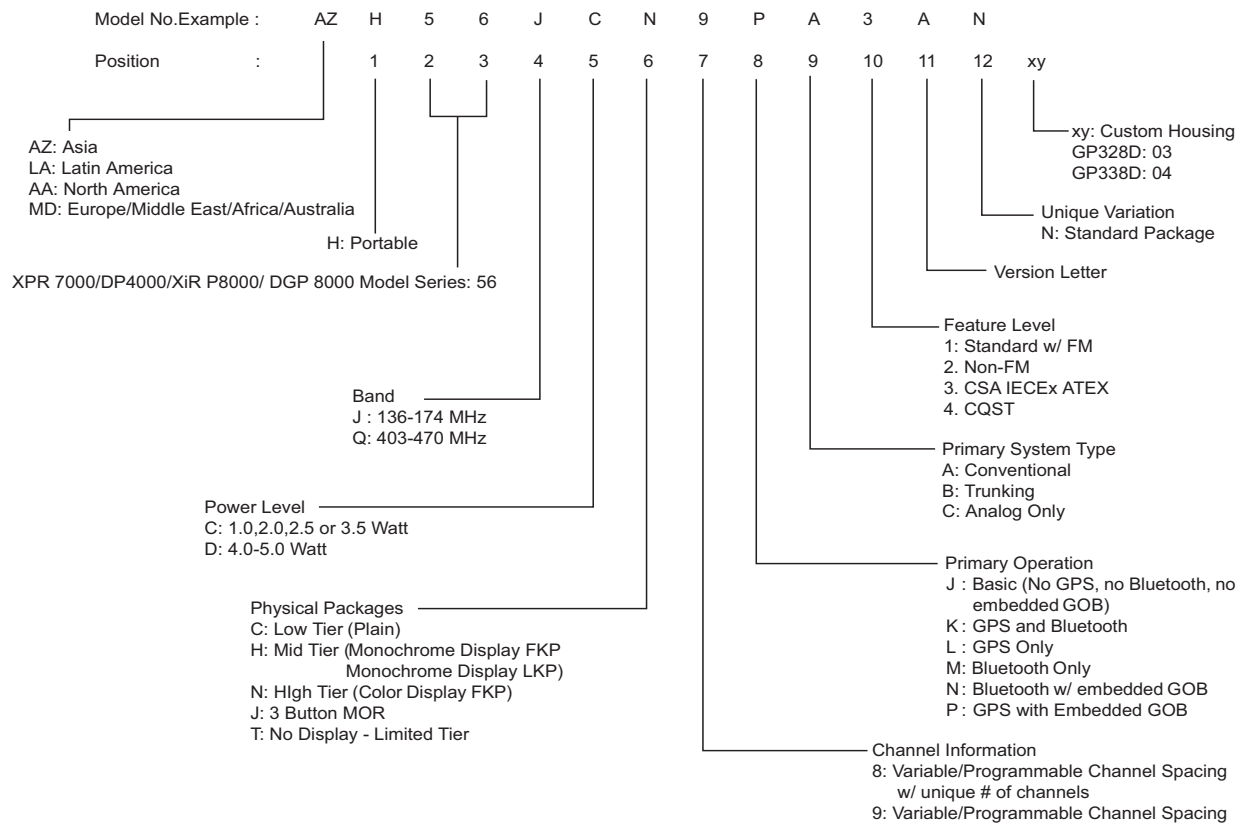 Model No.Example : AZ H 5 6 J C N 9 P A 3 A N
Position : 1 2 3 4 5 6 7 8 9 10 11 12 xy
AZ: Asia
LA: Latin America
AA: North America
MD: Europe/Middle East/Africa/Australia
H: Portable
XPR 7000/DP4000/XiR P8000/ DGP 8000 Model Series: 56
Band
J : 136-174 MHz
Q: 403-470 MHz
Power Level
C: 1.0,2.0,2.5 or 3.5 Watt
D: 4.0-5.0 Watt
Physical Packages
C: Low Tier (Plain)
H: Mid Tier (Monochrome Display FKP
Monochrome Display LKP)
N: HIgh Tier (Color Display FKP)
J: 3 Button MOR
T: No Display - Limited Tier
xy: Custom Housing
GP328D: 03
GP338D: 04
Unique Variation
N: Standard Package
Version Letter
Feature Level
1: Standard w/ FM
2. Non-FM
3. CSA IECEx ATEX
4. CQST
Primary System Type
A: Conventional
B: Trunking
C: Analog Only
Primary Operation
J : Basic (No GPS, no Bluetooth, no
embedded GOB)
K : GPS and Bluetooth
L : GPS Only
M: Bluetooth Only
N : Bluetooth w/ embedded GOB
P : GPS with Embedded GOB
Channel Information
8: Variable/Programmable Channel Spacing
w/ unique # of channels
9: Variable/Programmable Channel Spacing